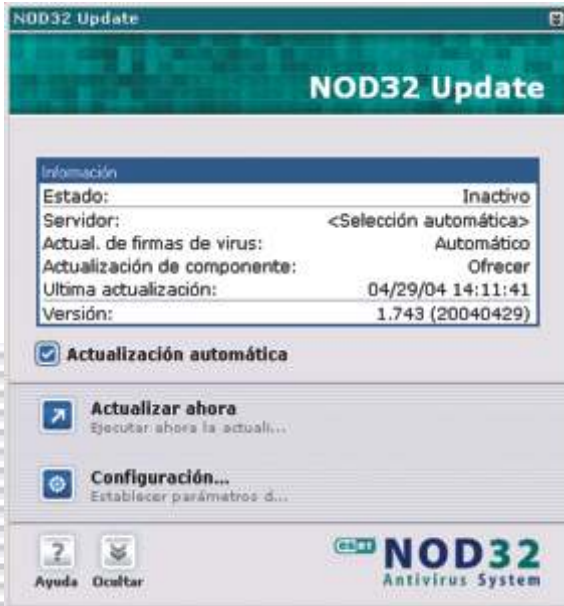 NOD32 Update
NOD32 Update
Información
Estado: Inactivo
Servidor: <Selección automática>
Actual. de firmas de virus: Automático
Actualización de componente: Ofrecer
Ultima actualización: 04/29/04 14:11:41
Versión: 1.743 (20040429)
Actualización automática
Actualizar ahora
Ejecutar ahora la actuali...
Configuración...
Establecer parámetros d...
Ayuda Ocultar
eset NOD32
Antivirus System